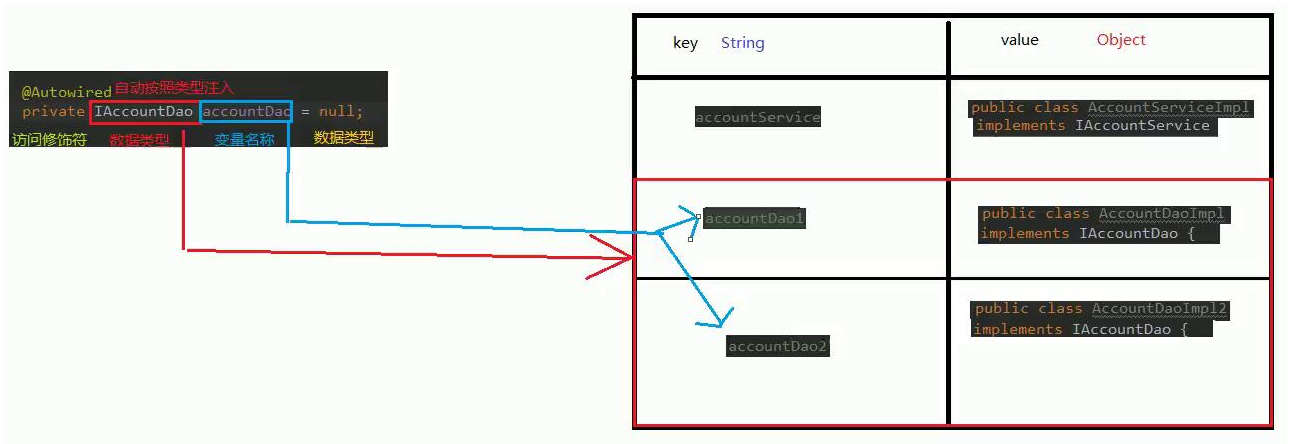 @Autowired 自动按照类型注入
private IAccountDao accountDao = null;
访问修饰符 数据类型 变量名称 数据类型
key String value Object
accountService
public class AccountServiceImpl
implements IAccountService
accountDao1
public class AccountDaoImpl
implements IAccountDao {
accountDao2
public class AccountDaoImpl2
implements IAccountDao {